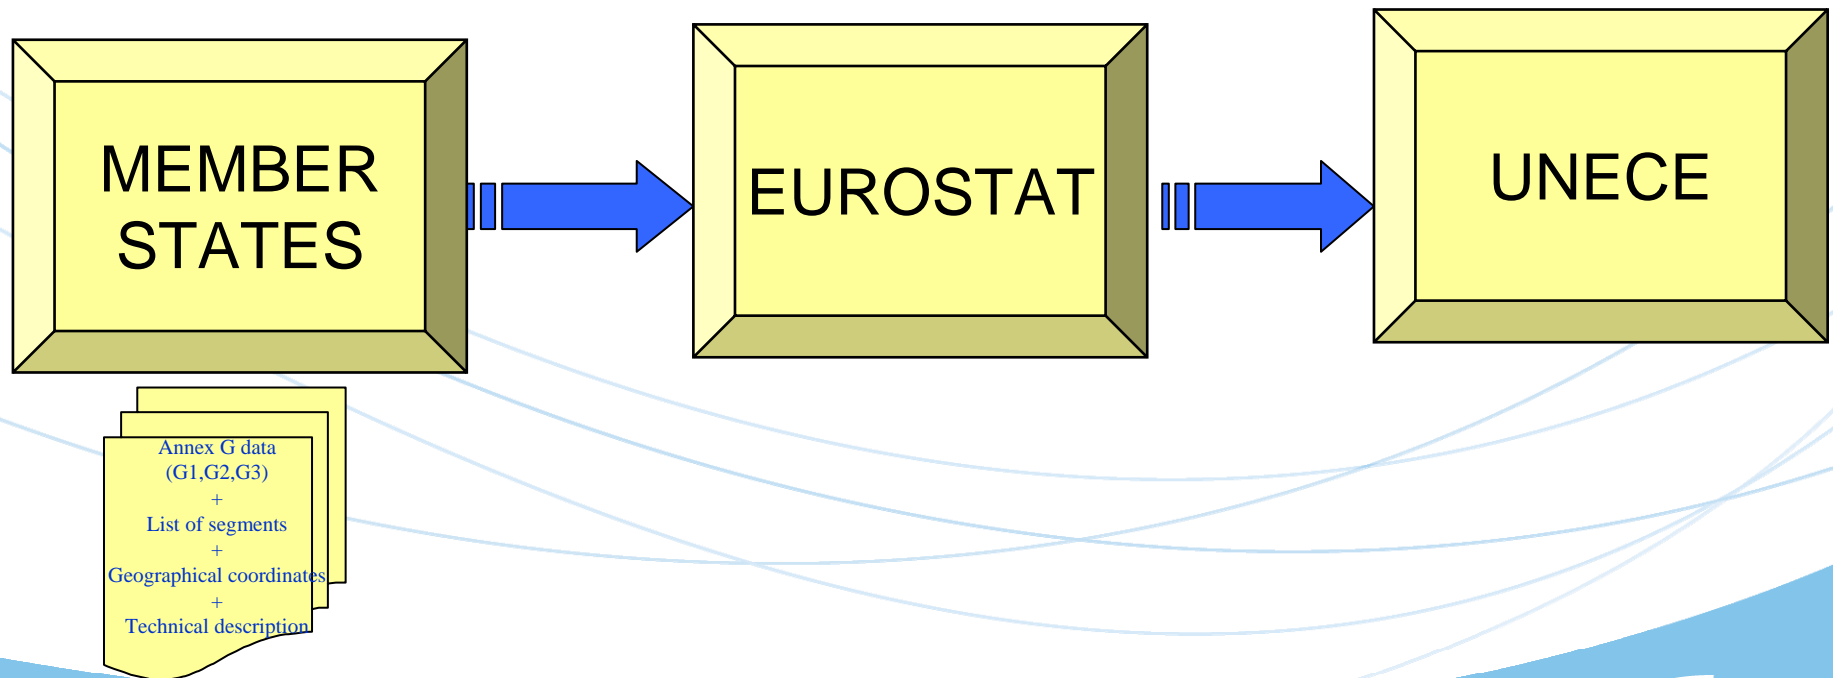 MEMBER
STATES
EUROSTAT
UNECE
Annex G data
(G1,G2,G3)
+
List of segments
+
Geographical coordinates
+
Technical description